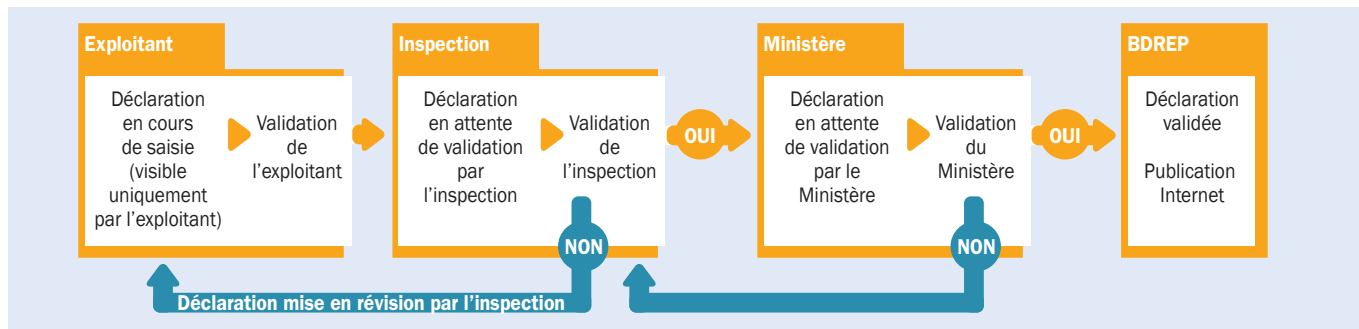 Exploitant
Déclaration
en cours
de saisie
(visible
uniquement
par l’exploitant)
Validation
de
l’exploitant
Inspection
Déclaration
en attente
de validation
par
l’inspection
Validation
de
l’inspection
OUI
NON
Déclaration mise en révision par l’inspection
Ministère
Déclaration
en attente
de validation
par le
Ministère
Validation
du
Ministère
OUI
NON
BDREP
Déclaration
validée
Publication
Internet